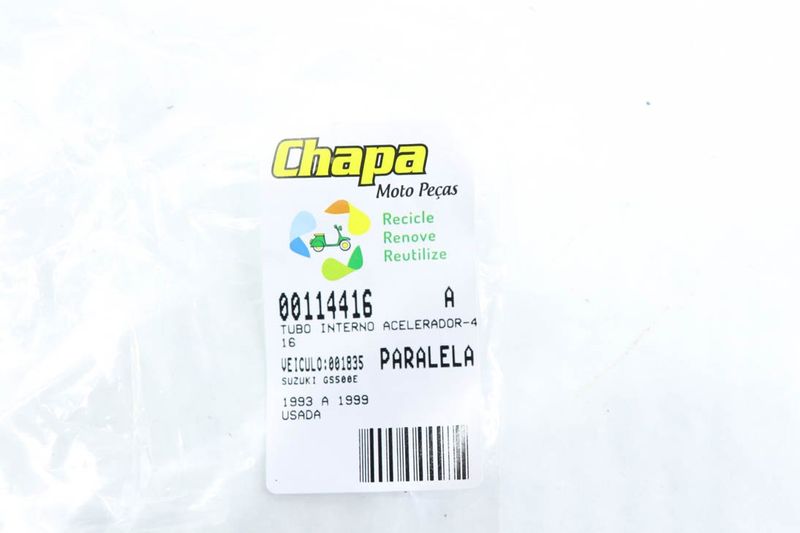 Chapa
Moto Peças
Recicle
Renove
Reutilize
00114416 A
TUBO INTERNO ACELERADOR-4
16
VEICULO:001835 PARALELA
SUZUKI GS500E
1993 A 1999
USADA